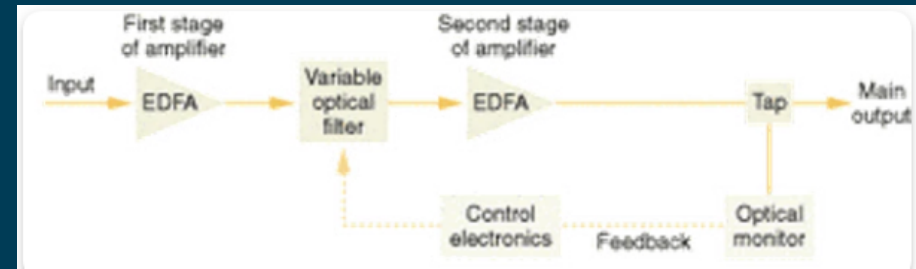 First stage
of amplifier
Second stage
of amplifier
Input
EDFA
Variable
optical
filter
EDFA
Tap
Main
output
Control
electronics
Feedback
Optical
monitor